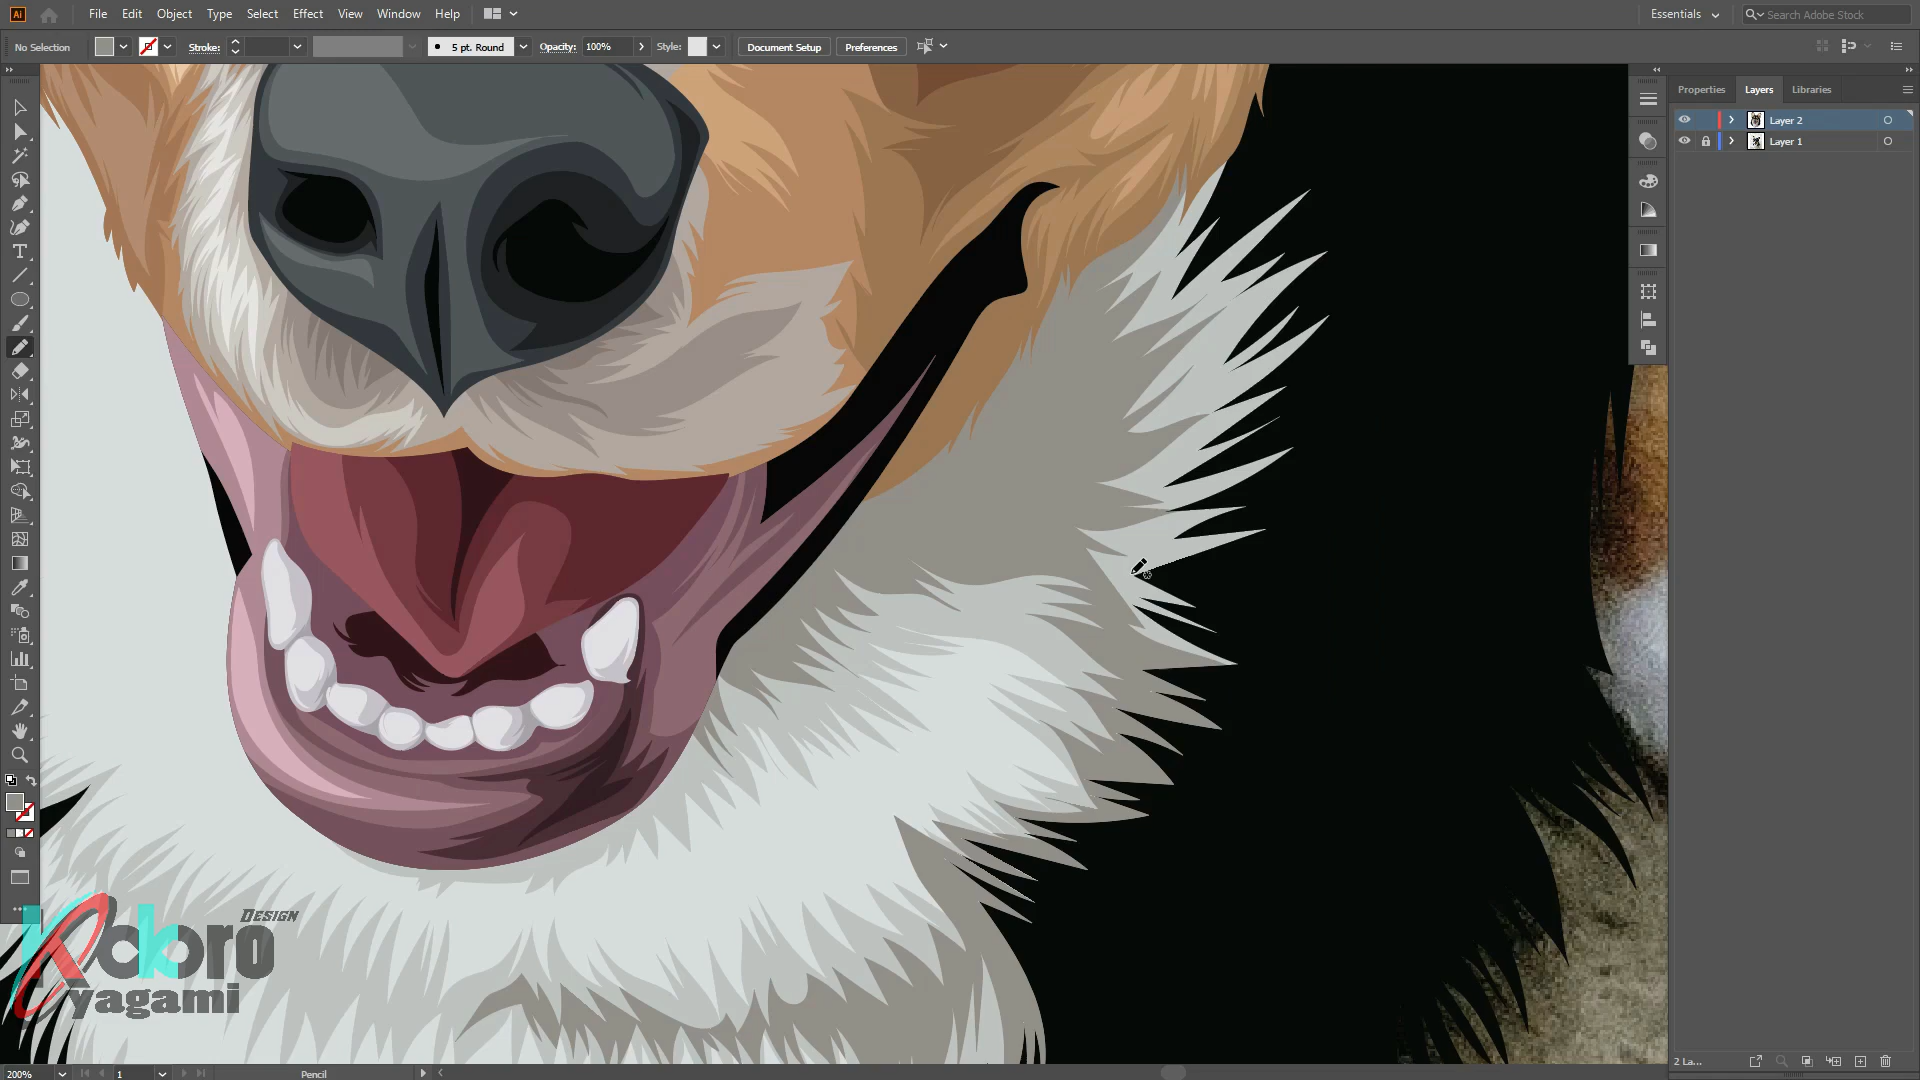 Ai
File Edit Object Type Select Effect View Window Help
Essentials
Search Adobe Stock
No Selection
Stroke:
5 pt. Round
Opacity: 100%
Style:
Document Setup
Preferences
Properties Layers Libraries
Layer 2
Layer 1
Design
Kdoro
yagami
200%
1
Pencil
2 La...